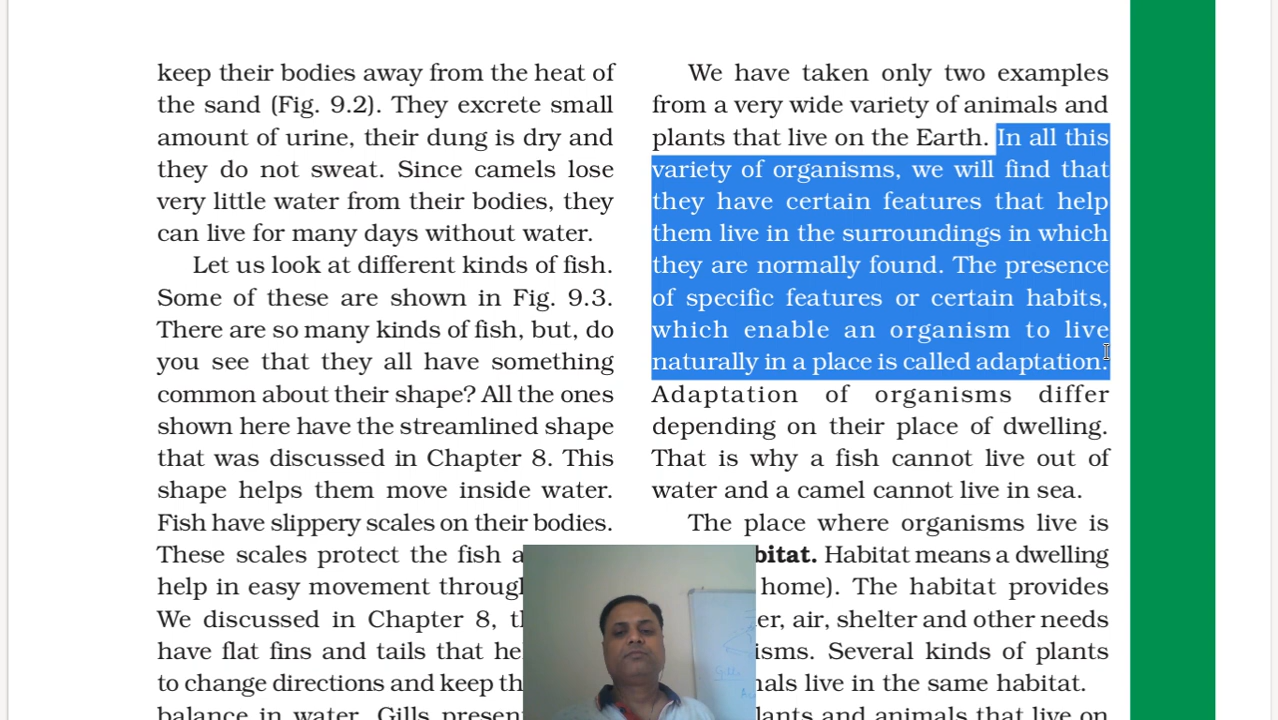 keep their bodies away from the heat of
the sand (Fig. 9.2). They excrete small
amount of urine, their dung is dry and
they do not sweat. Since camels lose
very little water from their bodies, they
can live for many days without water.
Let us look at different kinds of fish.
Some of these are shown in Fig. 9.3.
There are so many kinds of fish, but, do
you see that they all have something
common about their shape? All the ones
shown here have the streamlined shape
that was discussed in Chapter 8. This
shape helps them move inside water.
Fish have slippery scales on their bodies.
These scales protect the fish
help in easy movement
We discussed in Chapter 8,
have flat fins and tails that
to change directions and keep
balance in water. Gills
We have taken only two examples
from a very wide variety of animals and
plants that live on the Earth. In all this
variety of organisms, we will find that
they have certain features that help
them live in the surroundings in which
they are normally found. The presence
of specific features or certain habits,
which enable an organism to live
naturally in a place is called adaptation.
Adaptation of organisms differ
depending on their place of dwelling.
That is why a fish cannot live out of
water and a camel cannot live in sea.
The place where organisms live is
bitat. Habitat means a dwelling
home). The habitat provides
er, air, shelter and other needs
isms. Several kinds of plants
live in the same habitat.
and animals that live on
Gills